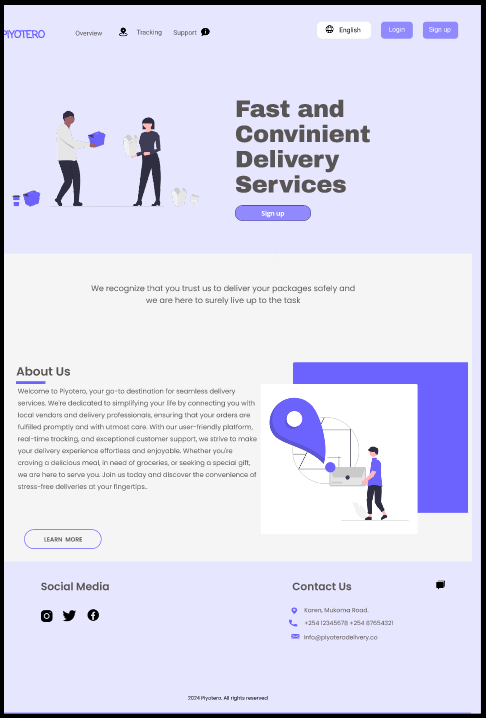 PIYOTERO
Overview
Tracking
Support
English
Login
Sign up
Fast and
Convinient
Delivery
Services
Sign up
We recognize that you trust us to deliver your packages safely and
we are here to surely live up to the task
About Us
Welcome to Piyotero, your go-to destination for seamless delivery
services. We're dedicated to simplifying your life by connecting you with
local vendors and delivery professionals, ensuring that your orders are
fulfilled promptly and with utmost care. With our user-friendly platform,
real-time tracking, and exceptional customer support, we strive to make
your delivery experience effortless and enjoyable. Whether you're
craving a delicious meal, in need of groceries, or seeking a special gift,
we are here to serve you. Join us today and discover the convenience of
stress-free deliveries at your fingertips..
LEARN MORE
Social Media
Contact Us
Koren, Mukoma Road.
+254 12345678 +254 87654321
info@piyoterodelivery.co
2024 Piyotero. All rights reserved